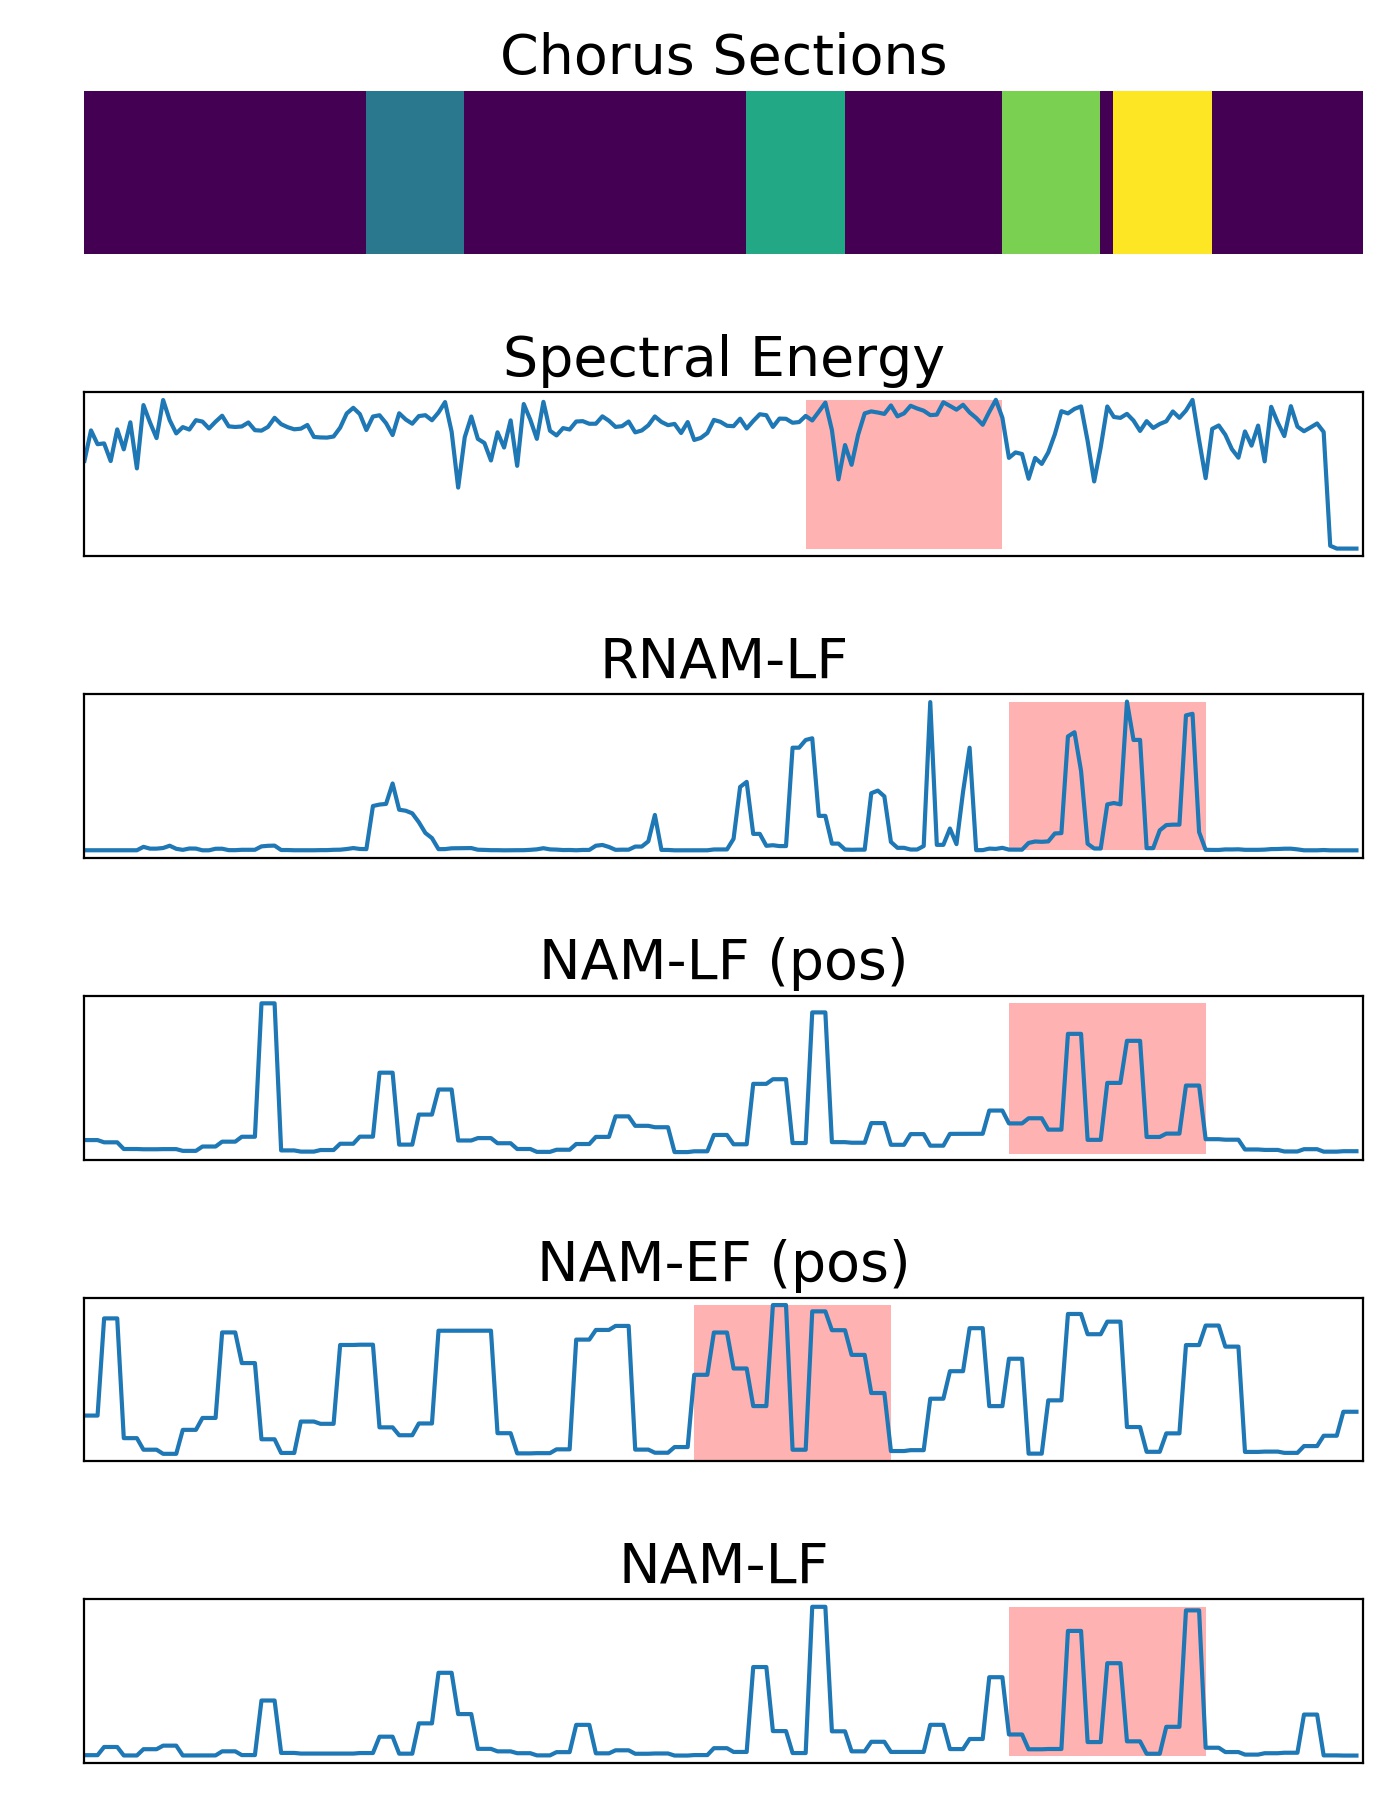 Chorus Sections
Spectral Energy
RNAM-LF
NAM-LF (pos)
NAM-EF (pos)
NAM-LF